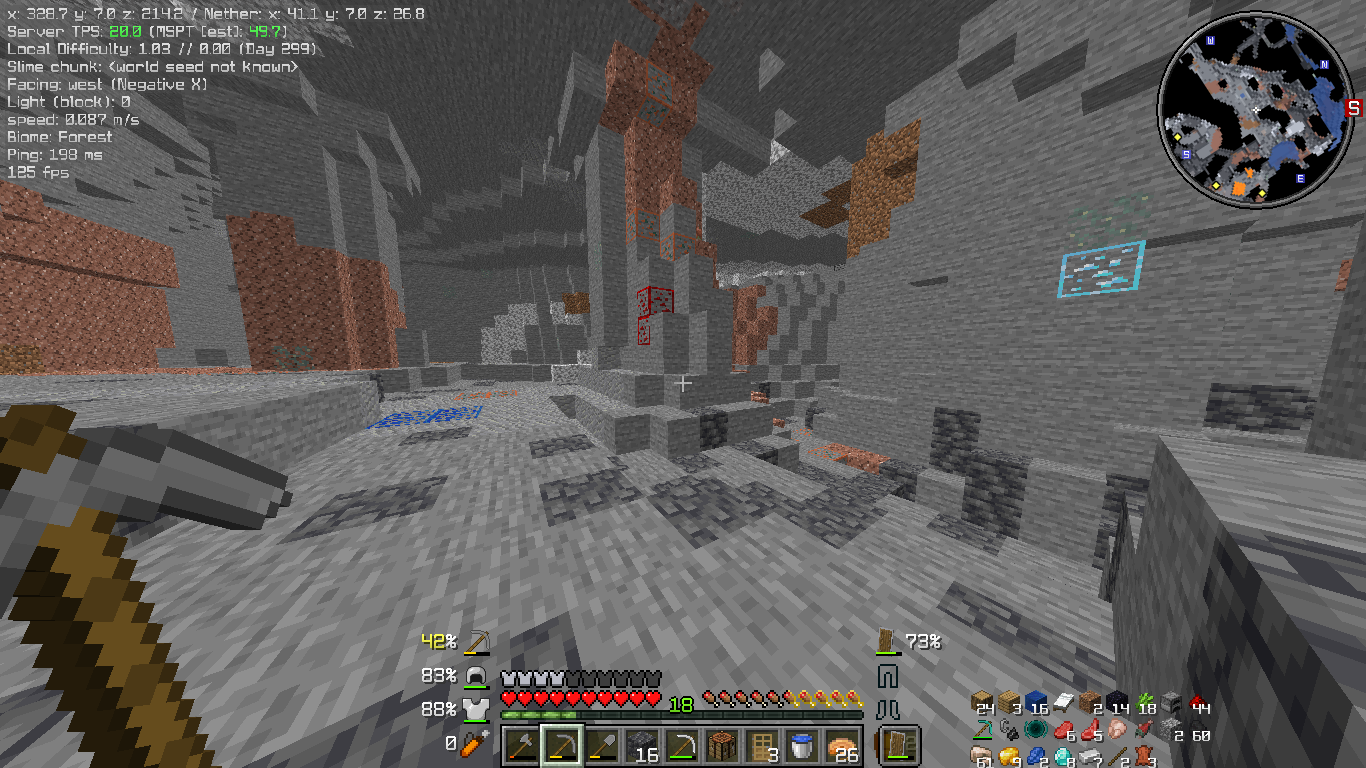 x: 328.7 y: 7.0 z: 214.2 / Nether: x: 41.1 y: 7.0 z: 26.8
Server TPS: 20.0 (MSPT [est]: 49.7)
Local Difficulty: 1.03 // 0.00 (Day 299)
Slime chunk: <world seed not known>
Facing: west (Negative X)
Light (block): 0
speed: 0.087 m/s
Biome: Forest
Ping: 198 ms
125 fps
W
N
S
S
E
42%
73%
83%
88%
18
0
16
3
26
24 3 16 2 14 18 44
6 5 2 60
61 9 2 8 7 2 3